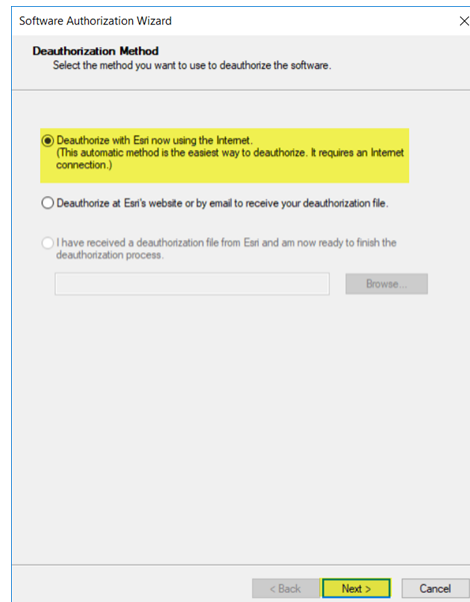 Software Authorization Wizard
Deauthorization Method
Select the method you want to use to deauthorize the software.
Deauthorize with Esri now using the Internet.
(This automatic method is the easiest way to deauthorize. It requires an Internet
connection.)
Deauthorize at Esri's website or by email to receive your deauthorization file.
I have received a deauthorization file from Esri and am now ready to finish the
deauthorization process.
Browse...
< Back
Next >
Cancel